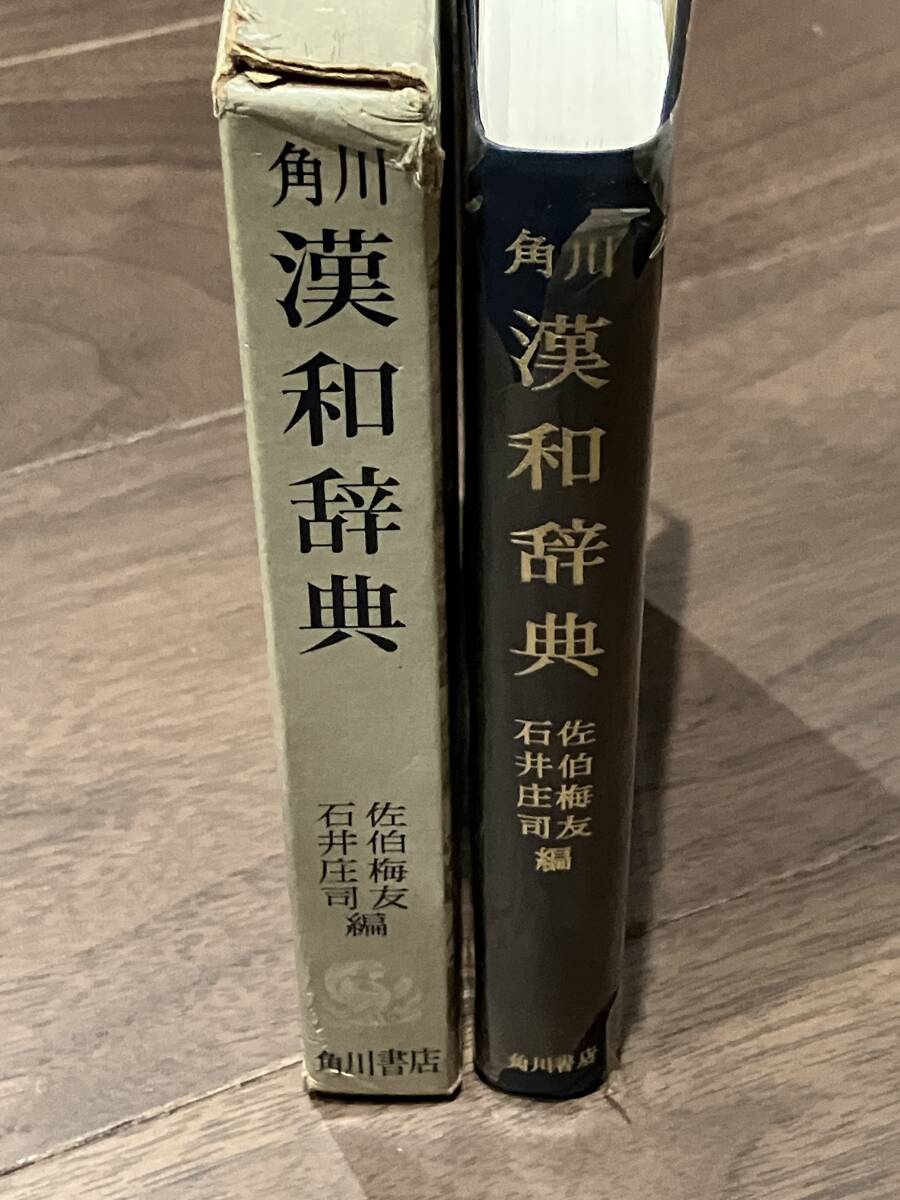 角川
漢和辞典
佐伯梅友
石井庄司
編
角川書店
角川
漢和辞典
佐伯梅友
石井庄司
編
角川書店